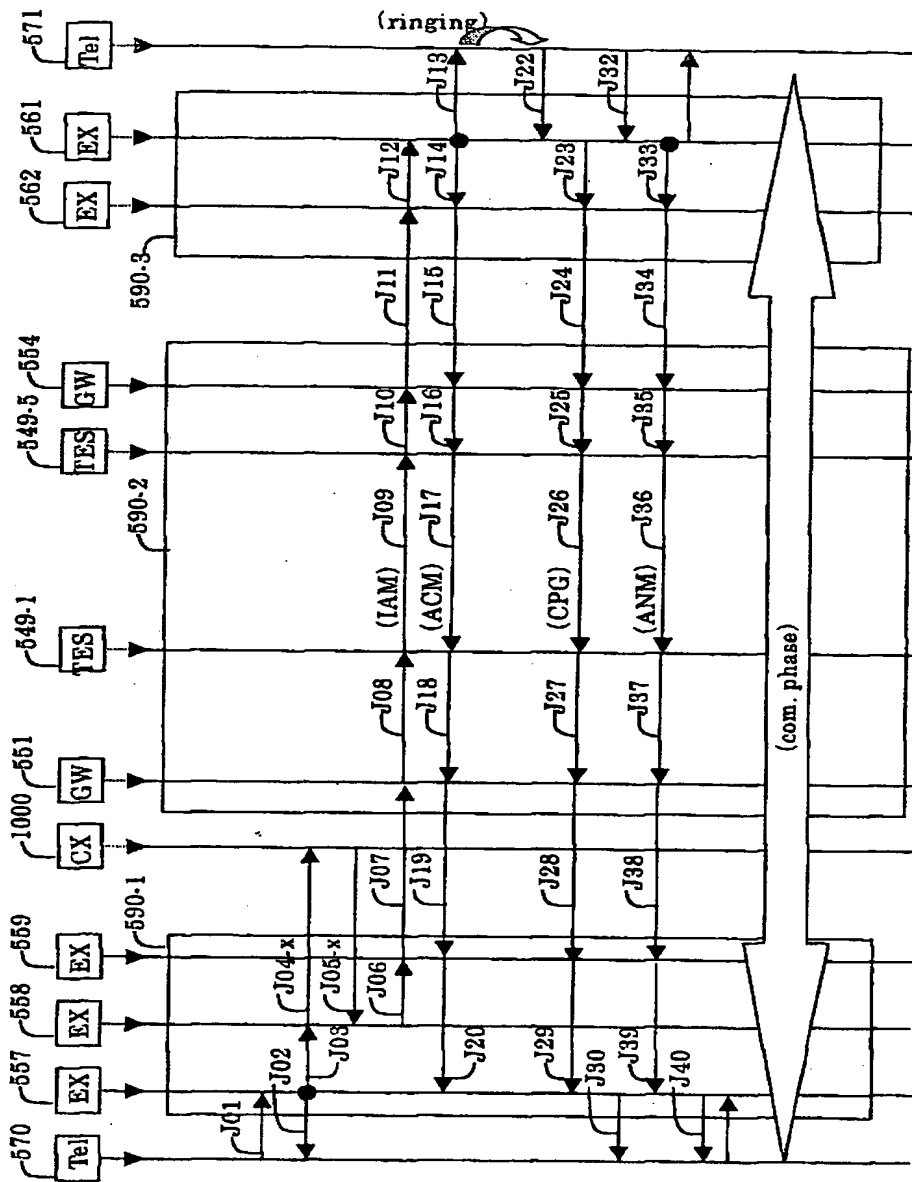 570 557 558 559 1000 551 549-1 549-5 554 562 561 571
Tel EX EX EX CX GW TES TES GW EX EX Tel
590-1 590-2 590-3
J01
J02
J03
J04-x
J05-x
J06 J07 J08 (IAM) J09 J10 J11 J12 J13 (ringing)
J20 J19 J18 (ACM) J17 J16 J15 J14
J22
J29 J28 J27 (CPG) J26 J25 J24 J23
J30
J32
J39 J38 J37 (ANM) J36 J35 J34 J33
J40
(com. phase)